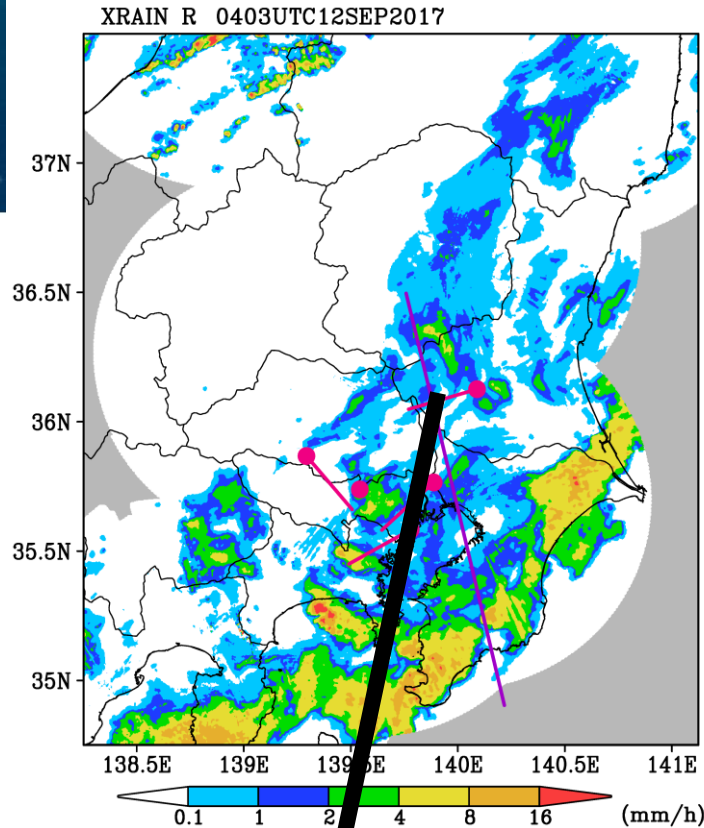 XRAIN R 0403UTC12SEP2017
37N
36.5N
36N
35.5N
35N
138.5E 139E 140E 140.5E 141E
0.1 1 2 4 8 16 (mm/h)